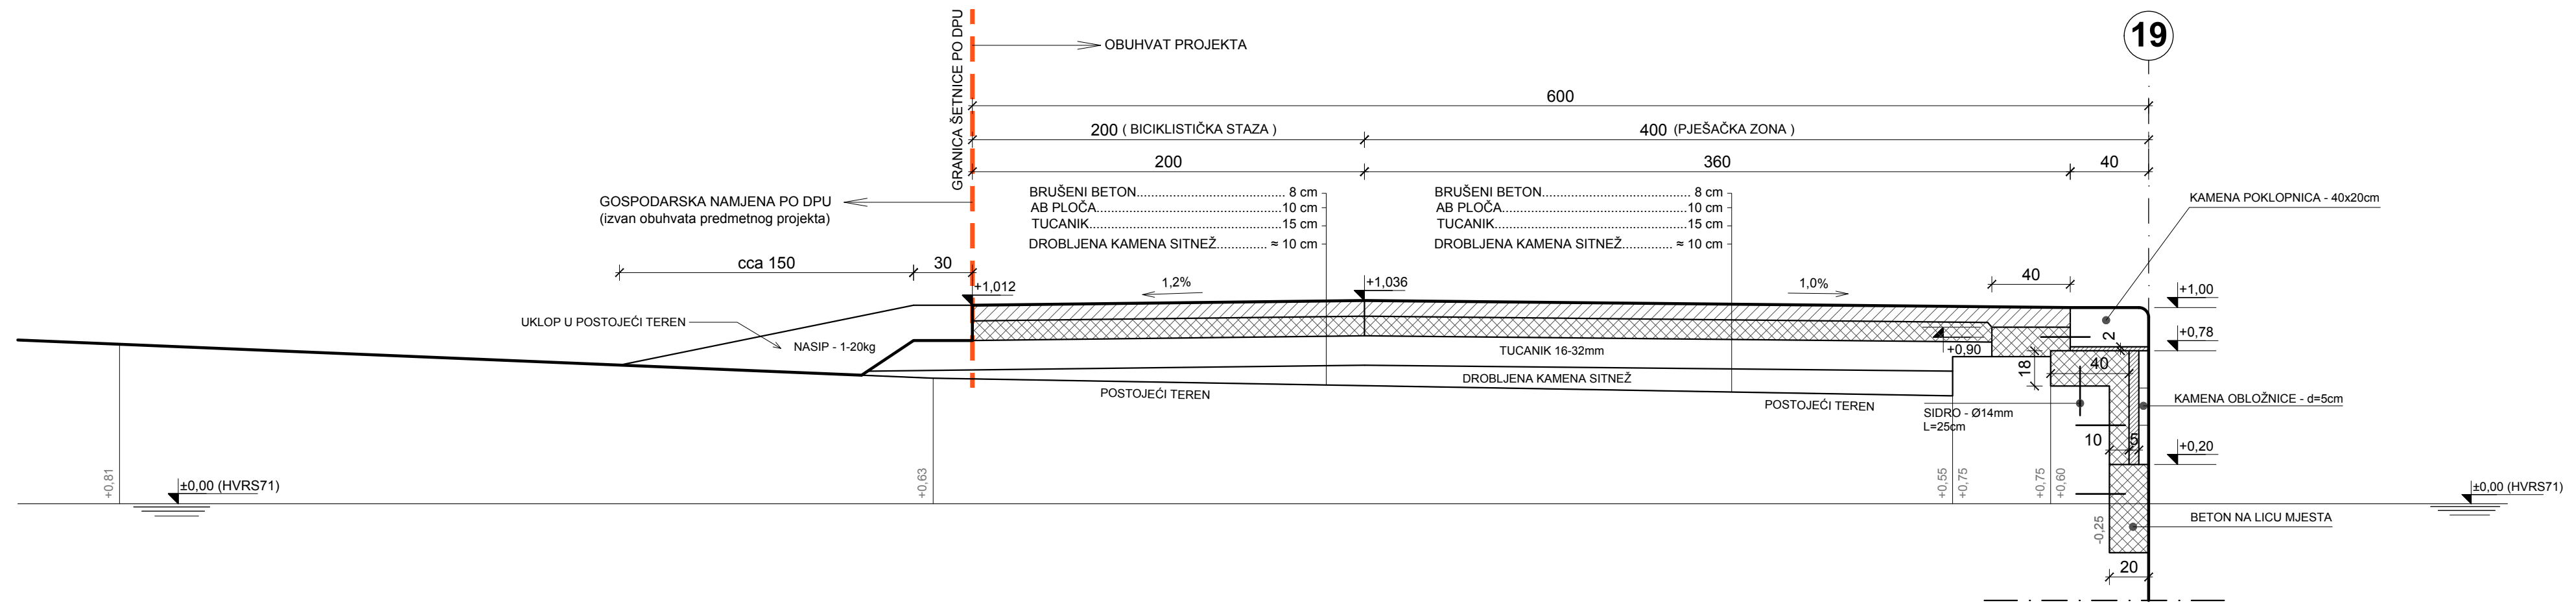 GRANICA ŠETNICE PO DPU
OBUHVAT PROJEKTA
19
600
200 ( BICIKLISTIČKA STAZA )
400 (PJEŠAČKA ZONA )
200
360
40
GOSPODARSKA NAMJENA PO DPU
(izvan obuhvata predmetnog projekta)
BRUŠENI BETON..................................... 8 cm
AB PLOČA..............................................10 cm
TUCANIK................................................15 cm
DROBLJENA KAMENA SITNEŽ............. ≈ 10 cm
BRUŠENI BETON..................................... 8 cm
AB PLOČA..............................................10 cm
TUCANIK................................................15 cm
DROBLJENA KAMENA SITNEŽ............. ≈ 10 cm
KAMENA POKLOPNICA - 40x20cm
cca 150
30
+1,012
1,2%
+1,036
1,0%
40
+1,00
UKLOP U POSTOJEĆI TEREN
NASIP - 1-20kg
TUCANIK 16-32mm
+0,90
2
+0,78
18
40
DROBLJENA KAMENA SITNEŽ
POSTOJEĆI TEREN
POSTOJEĆI TEREN
SIDRO - Ø14mm
L=25cm
KAMENA OBLOŽNICE - d=5cm
10
5
+0,20
+0,81
±0,00 (HVRS71)
+0,63
+0,55
+0,75
+0,75
+0,60
±0,00 (HVRS71)
-0,25
BETON NA LICU MJESTA
20